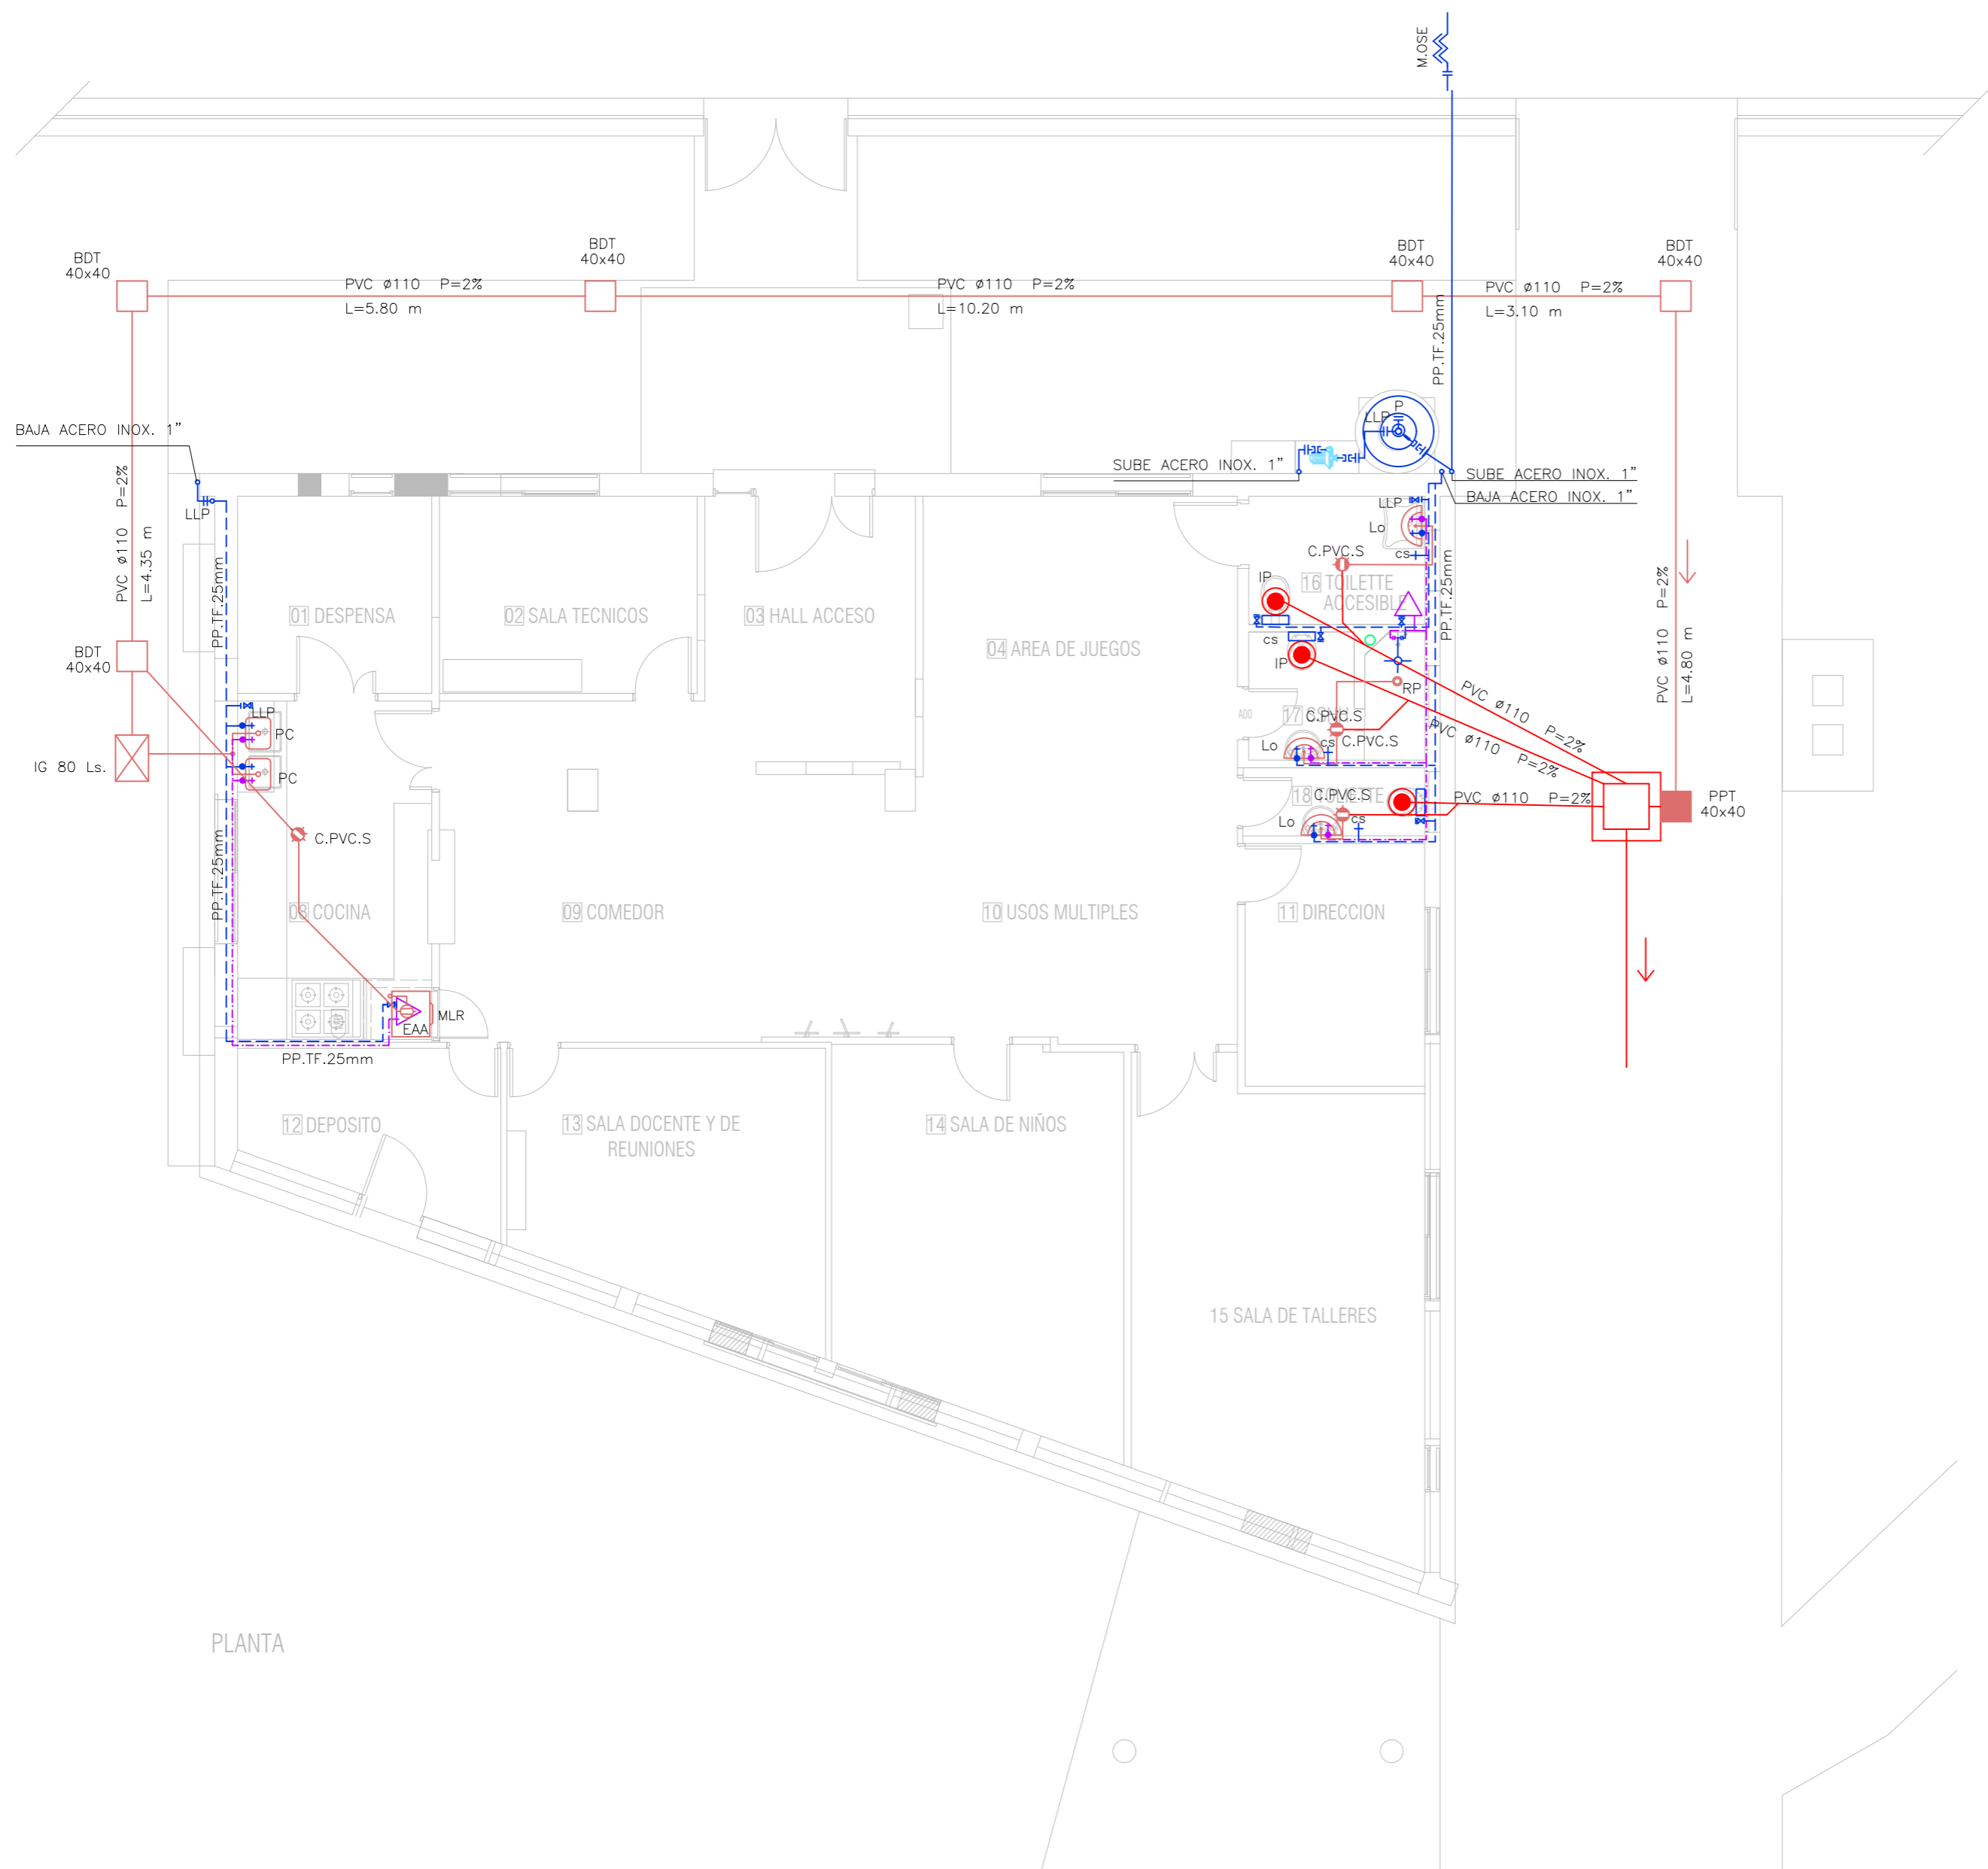 M.OSE
BDT
40x40
BDT
40x40
BDT
40x40
BDT
40x40
PVC ø110 P=2%
L=5.80 m
PVC ø110 P=2%
L=10.20 m
PVC ø110 P=2%
L=3.10 m
PP.TF.25mm
BAJA ACERO INOX. 1"
LLP
P
SUBE ACERO INOX. 1"
SUBE ACERO INOX. 1"
BAJA ACERO INOX. 1"
PVC ø110 P=2%
L=4.35 m
LLP
PP.TF.25mm
LLP
Lo
cs
C.PVC.S
IP
16 TOILETTE
ACCESIBLE
PP.TF.25mm
PVC ø110 P=2%
L=4.80 m
01 DESPENSA
02 SALA TECNICOS
03 HALL ACCESO
04 AREA DE JUEGOS
cs
IP
BDT
40x40
RP
PVC ø110 P=2%
PVC ø110 P=2%
LLP
PC
A00
17
C.PVC.S
C.PVC.S
Lo
cs
IG 80 Ls.
PC
18 TOLIETTE
C.PVC.S
PVC ø110 P=2%
PPT
40x40
Lo
cs
C.PVC.S
PP.TF.25mm
08 COCINA
09 COMEDOR
10 USOS MULTIPLES
11 DIRECCION
MLR
EAA
PP.TF.25mm
12 DEPOSITO
13 SALA DOCENTE Y DE
REUNIONES
14 SALA DE NIÑOS
15 SALA DE TALLERES
PLANTA